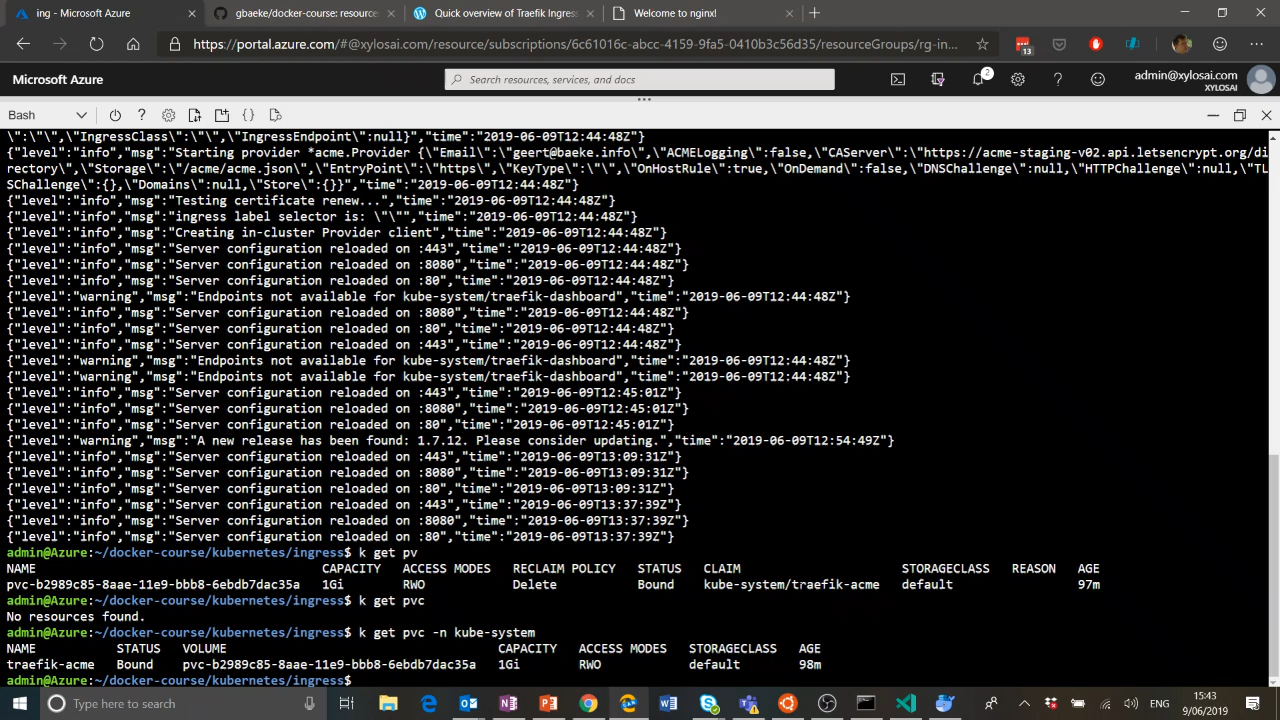 ing - Microsoft Azure
gbaeke/docker-course: resource
Quick overview of Traefik Ingres
Welcome to nginx!
https://portal.azure.com/#@xylosai.com/resource/subscriptions/6c61016c-abcc-4159-9fa5-0410b3c56d35/resourceGroups/rg-in...
13
Microsoft Azure
Search resources, services, and docs
2
admin@xylosai.com
XYLOSAI
Bash
\":\"\",\"IngressClass\":\"\",\"IngressEndpoint\":null}","time":"2019-06-09T12:44:48Z"}
{"level":"info","msg":"Starting provider *acme.Provider {\"Email\":\"geert@baeke.info\",\"ACMELogging\":false,\"CAServer\":\"https://acme-staging-v02.api.letsencrypt.org/di
rectory\",\"Storage\":\"/acme/acme.json\",\"EntryPoint\":\"https\",\"KeyType\":\"\",\"OnHostRule\":true,\"OnDemand\":false,\"DNSChallenge\":null,\"HTTPChallenge\":null,\"TL
SChallenge\":{},\"Domains\":null,\"Store\":{}}","time":"2019-06-09T12:44:48Z"}
{"level":"info","msg":"Testing certificate renew...","time":"2019-06-09T12:44:48Z"}
{"level":"info","msg":"ingress label selector is: \"\"","time":"2019-06-09T12:44:48Z"}
{"level":"info","msg":"Creating in-cluster Provider client","time":"2019-06-09T12:44:48Z"}
{"level":"info","msg":"Server configuration reloaded on :443","time":"2019-06-09T12:44:48Z"}
{"level":"info","msg":"Server configuration reloaded on :8080","time":"2019-06-09T12:44:48Z"}
{"level":"info","msg":"Server configuration reloaded on :80","time":"2019-06-09T12:44:48Z"}
{"level":"warning","msg":"Endpoints not available for kube-system/traefik-dashboard","time":"2019-06-09T12:44:48Z"}
{"level":"info","msg":"Server configuration reloaded on :8080","time":"2019-06-09T12:44:48Z"}
{"level":"info","msg":"Server configuration reloaded on :80","time":"2019-06-09T12:44:48Z"}
{"level":"info","msg":"Server configuration reloaded on :443","time":"2019-06-09T12:44:48Z"}
{"level":"warning","msg":"Endpoints not available for kube-system/traefik-dashboard","time":"2019-06-09T12:44:48Z"}
{"level":"warning","msg":"Endpoints not available for kube-system/traefik-dashboard","time":"2019-06-09T12:44:48Z"}
{"level":"info","msg":"Server configuration reloaded on :443","time":"2019-06-09T12:45:01Z"}
{"level":"info","msg":"Server configuration reloaded on :8080","time":"2019-06-09T12:45:01Z"}
{"level":"info","msg":"Server configuration reloaded on :80","time":"2019-06-09T12:45:01Z"}
{"level":"warning","msg":"A new release has been found: 1.7.12. Please consider updating.","time":"2019-06-09T12:54:49Z"}
{"level":"info","msg":"Server configuration reloaded on :443","time":"2019-06-09T13:09:31Z"}
{"level":"info","msg":"Server configuration reloaded on :8080","time":"2019-06-09T13:09:31Z"}
{"level":"info","msg":"Server configuration reloaded on :80","time":"2019-06-09T13:09:31Z"}
{"level":"info","msg":"Server configuration reloaded on :443","time":"2019-06-09T13:37:39Z"}
{"level":"info","msg":"Server configuration reloaded on :8080","time":"2019-06-09T13:37:39Z"}
{"level":"info","msg":"Server configuration reloaded on :80","time":"2019-06-09T13:37:39Z"}
admin@Azure:~/docker-course/kubernetes/ingress$ k get pv
NAME CAPACITY ACCESS MODES RECLAIM POLICY STATUS CLAIM STORAGECLASS REASON AGE
pvc-b2989c85-8aae-11e9-bbb8-6ebdb7dac35a 1Gi RWO Delete Bound kube-system/traefik-acme default 97m
admin@Azure:~/docker-course/kubernetes/ingress$ k get pvc
No resources found.
admin@Azure:~/docker-course/kubernetes/ingress$ k get pvc -n kube-system
NAME STATUS VOLUME CAPACITY ACCESS MODES STORAGECLASS AGE
traefik-acme Bound pvc-b2989c85-8aae-11e9-bbb8-6ebdb7dac35a 1Gi RWO default 98m
admin@Azure:~/docker-course/kubernetes/ingress$
Type here to search
ENG
15:43
9/06/2019